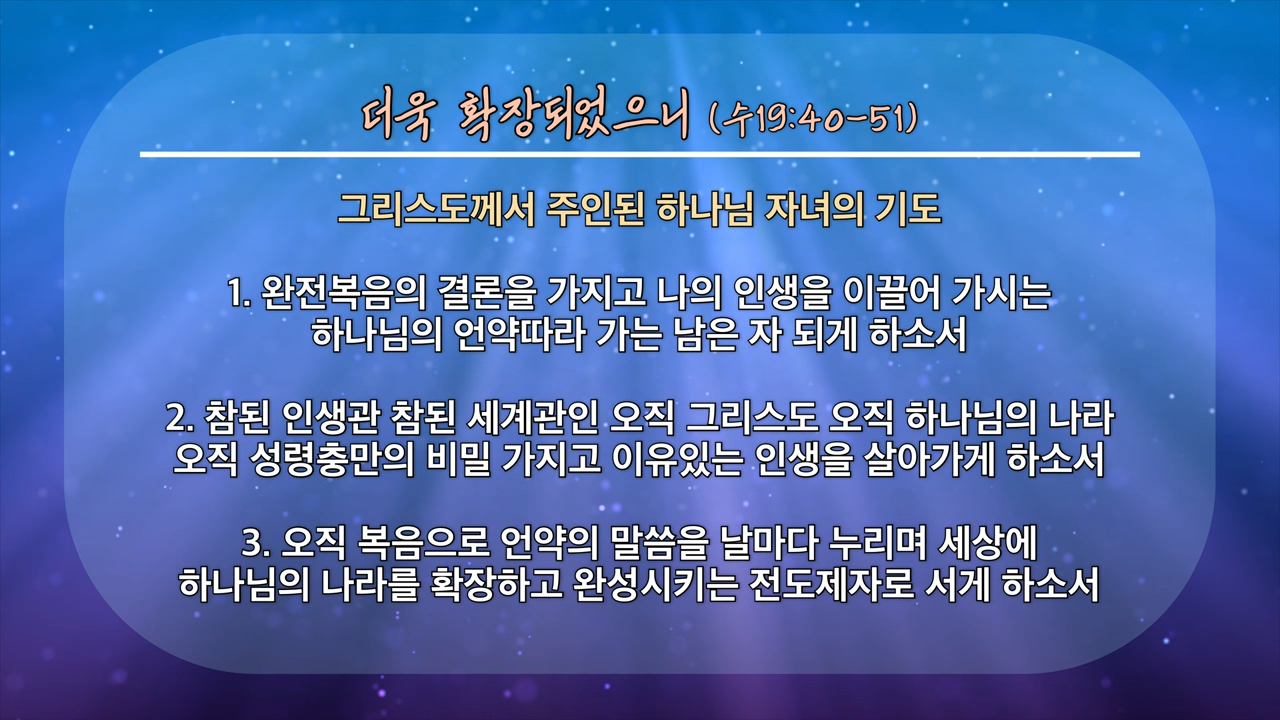 더욱 확장되었으니 (수19:40-51)
그리스도께서 주인된 하나님 자녀의 기도
1. 완전복음의 결론을 가지고 나의 인생을 이끌어 가시는
하나님의 언약따라 가는 남은 자 되게 하소서
2. 참된 인생관 참된 세계관인 오직 그리스도 오직 하나님의 나라
오직 성령충만의 비밀 가지고 이유있는 인생을 살아가게 하소서
3. 오직 복음으로 언약의 말씀을 날마다 누리며 세상에
하나님의 나라를 확장하고 완성시키는 전도제자로 서게 하소서